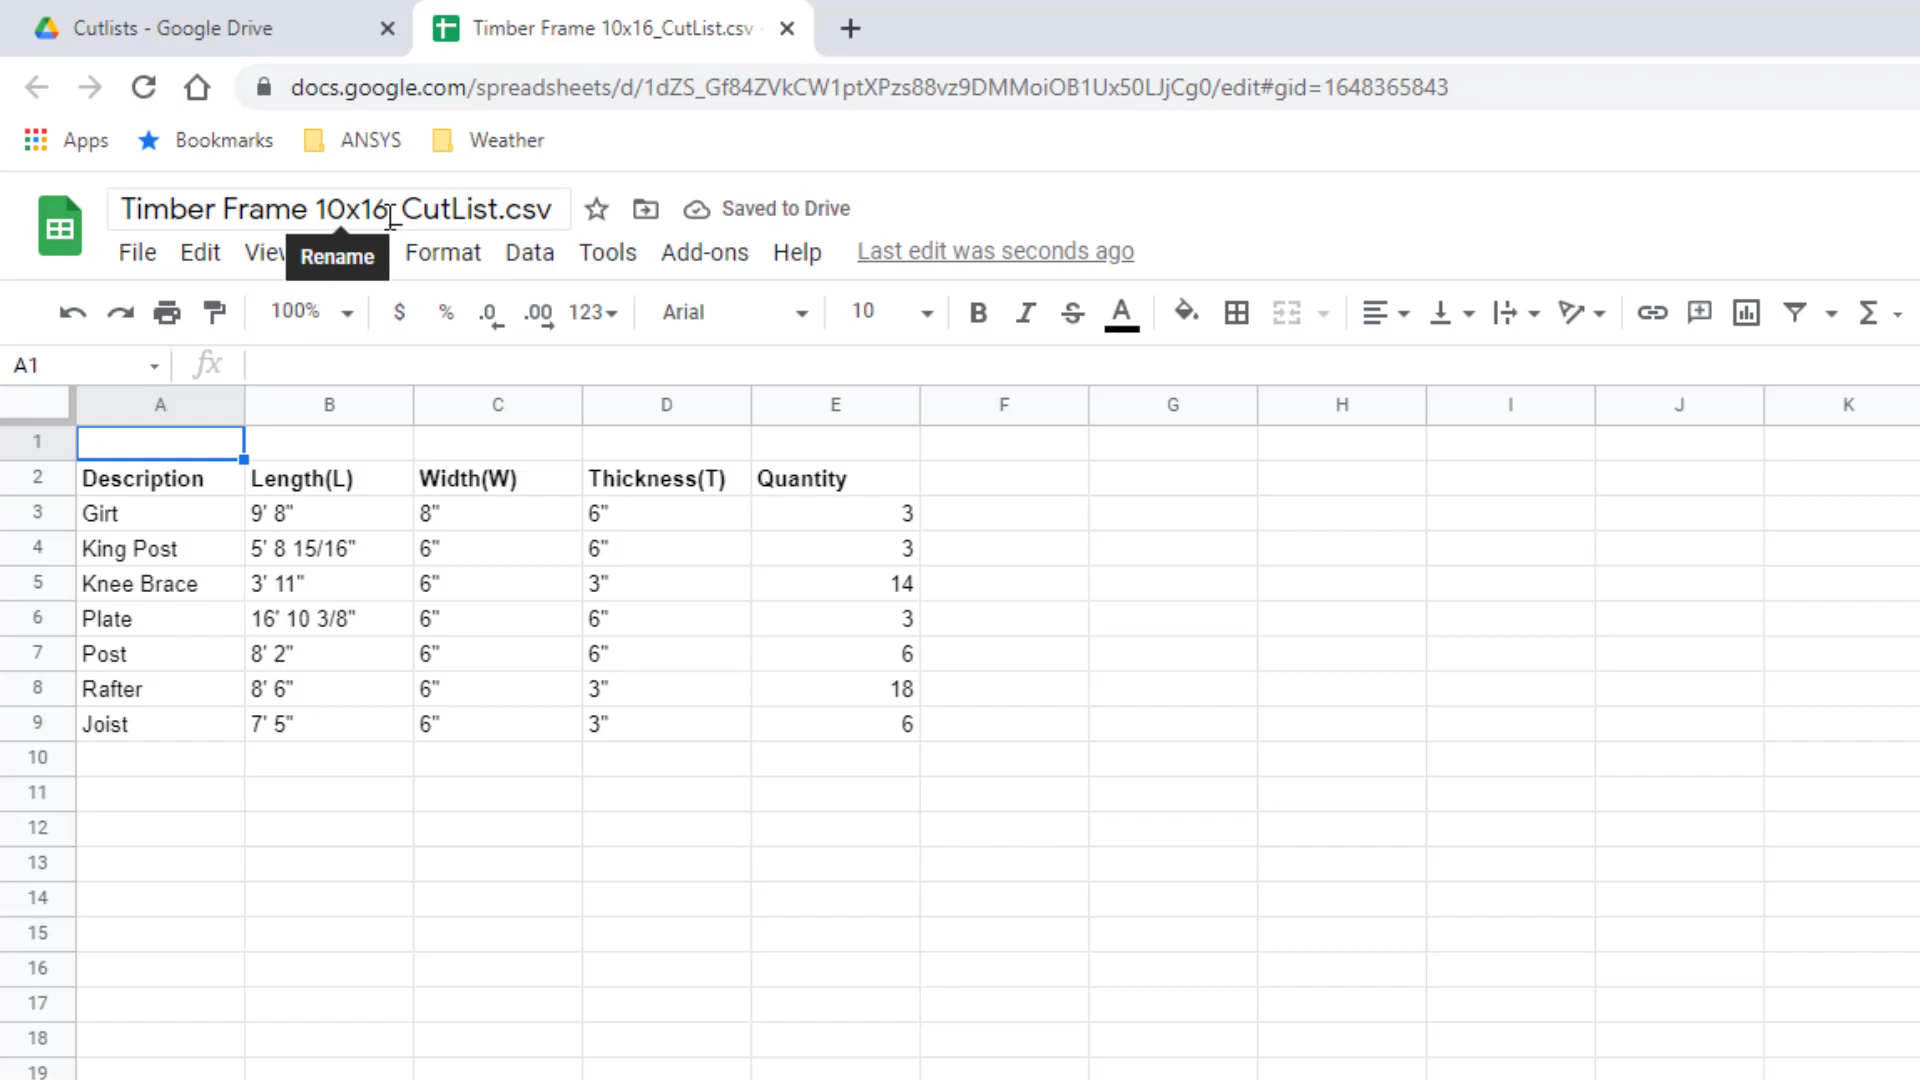 Cutlists - Google Drive
Timber Frame 10x16_CutList.csv -
docs.google.com/spreadsheets/d/1dZS_Gf84ZVkCW1ptXPzs88vz9DMMoiOB1Ux50LJjCg0/edit#gid=1648365843
Apps Bookmarks ANSYS Weather
Timber Frame 10x16_CutList.csv Saved to Drive
File Edit View Format Data Tools Add-ons Help Last edit was seconds ago
Rename
100% $ % .0 .00 123 Arial 10 B I S A Σ
A1 fx
A B C D E F G H I J K
1
2 Description Length(L) Width(W) Thickness(T) Quantity
3 Girt 9' 8" 8" 6" 3
4 King Post 5' 8 15/16" 6" 6" 3
5 Knee Brace 3' 11" 6" 3" 14
6 Plate 16' 10 3/8" 6" 6" 3
7 Post 8' 2" 6" 6" 6
8 Rafter 8' 6" 6" 3" 18
9 Joist 7' 5" 6" 3" 6
10
11
12
13
14
15
16
17
18
19